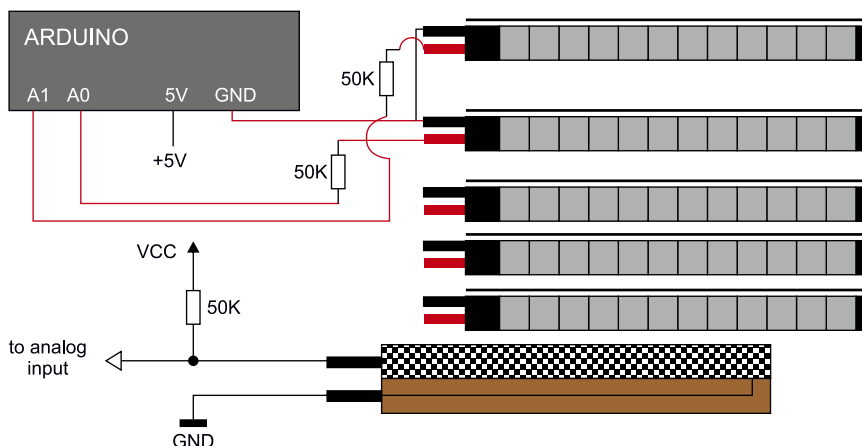 ARDUINO
A1 A0 5V GND
+5V
50K
50K
VCC
50K
to analog
input
GND